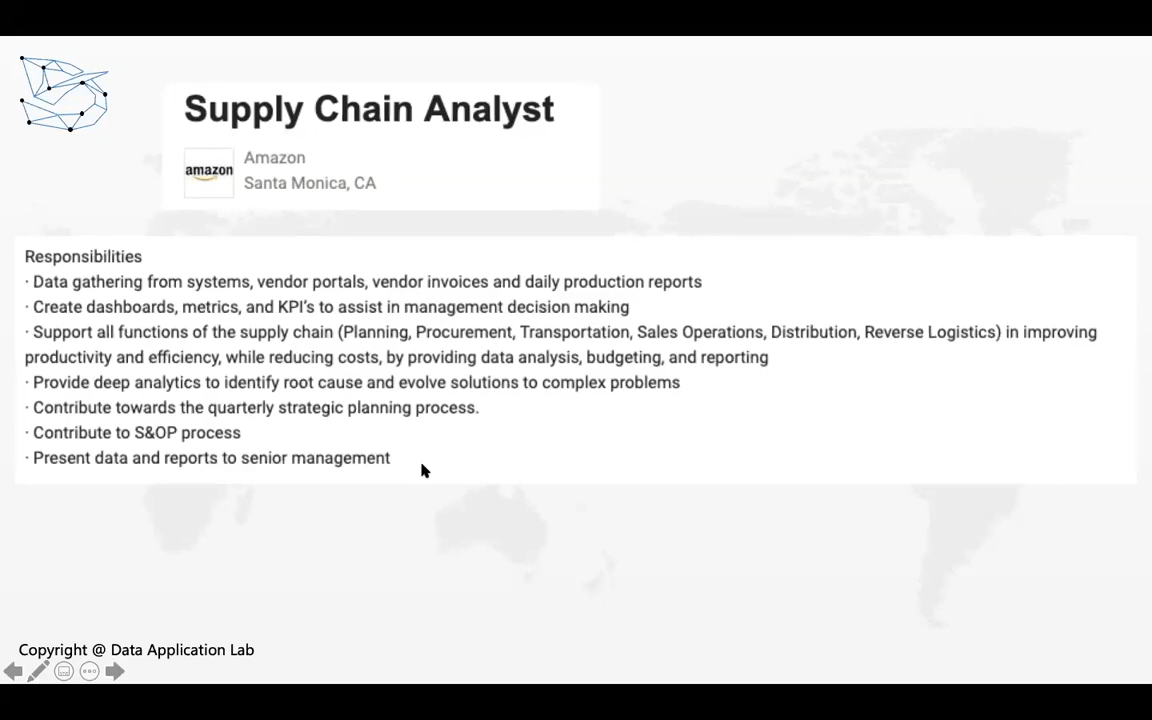 Supply Chain Analyst
amazon
Amazon
Santa Monica, CA
Responsibilities
· Data gathering from systems, vendor portals, vendor invoices and daily production reports
· Create dashboards, metrics, and KPI's to assist in management decision making
· Support all functions of the supply chain (Planning, Procurement, Transportation, Sales Operations, Distribution, Reverse Logistics) in improving
productivity and efficiency, while reducing costs, by providing data analysis, budgeting, and reporting
· Provide deep analytics to identify root cause and evolve solutions to complex problems
· Contribute towards the quarterly strategic planning process.
· Contribute to S&OP process
· Present data and reports to senior management
Copyright @ Data Application Lab